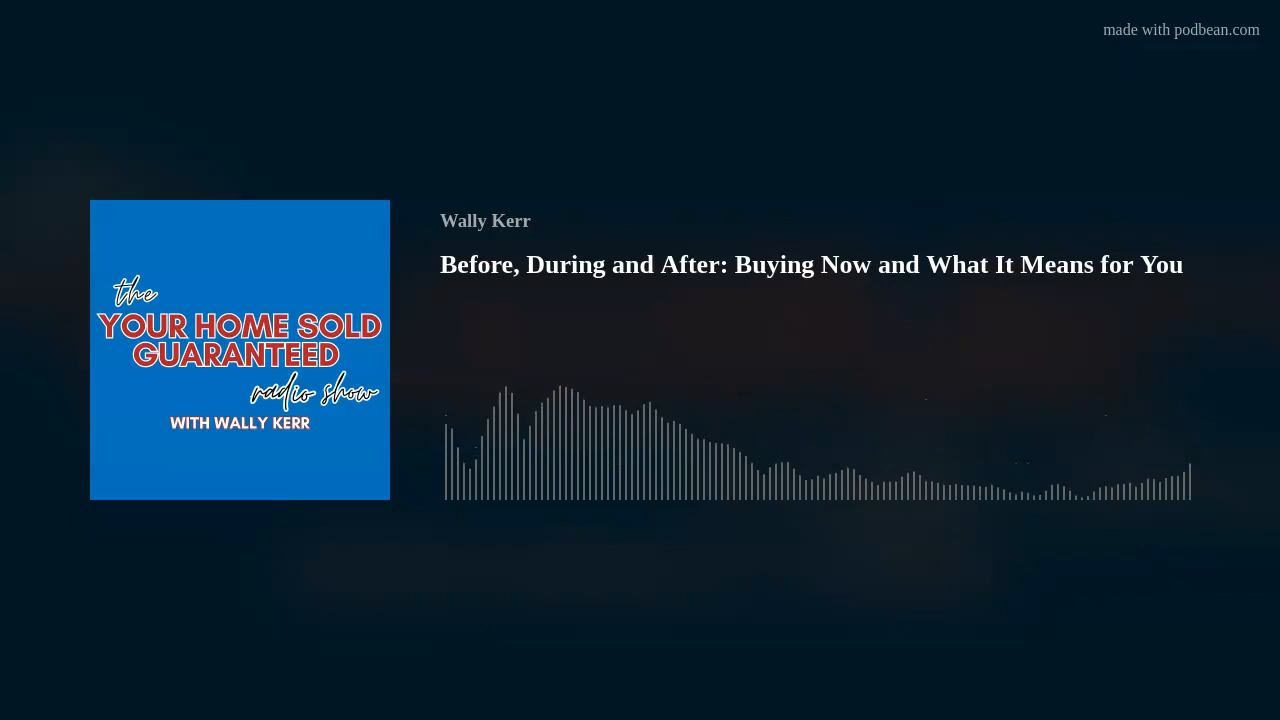 made with podbean.com
the
YOUR HOME SOLD
GUARANTEED
radio show
WITH WALLY KERR
Wally Kerr
Before, During and After: Buying Now and What It Means for You